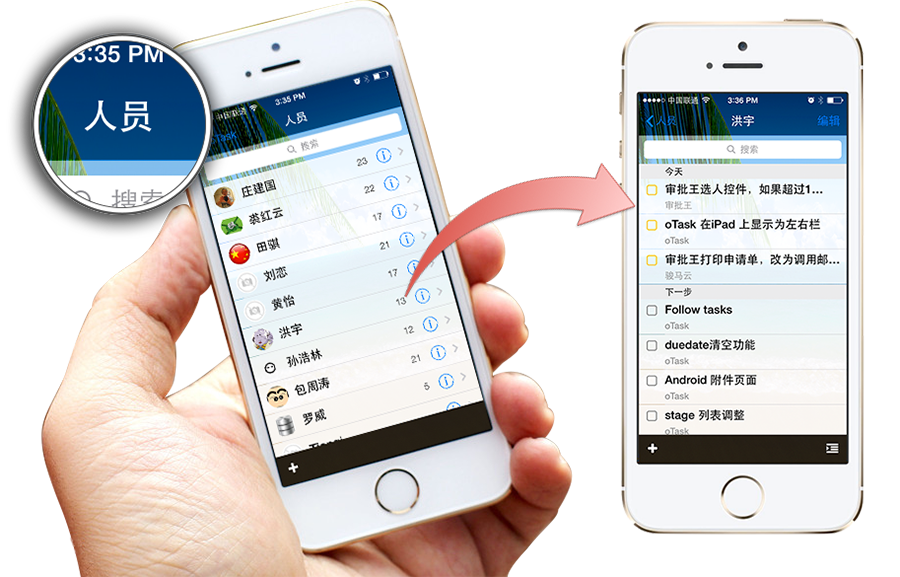 3:35 PM
人员
搜索
中国联通
3:35 PM
oTask
人员
搜索
庄建国
23
裘红云
22
田骐
17
刘恋
21
黄怡
17
洪宇
13
孙浩林
12
包周涛
21
罗威
5
中国联通
3:36 PM
人员
洪宇
编辑
搜索
今天
审批王选人控件，如果超过1...
审批王
oTask 在iPad 上显示为左右栏
oTask
审批王打印申请单，改为调用邮...
骏马云
下一步
Follow tasks
oTask
duedate清空功能
oTask
Android 附件页面
oTask
stage 列表调整
oTask